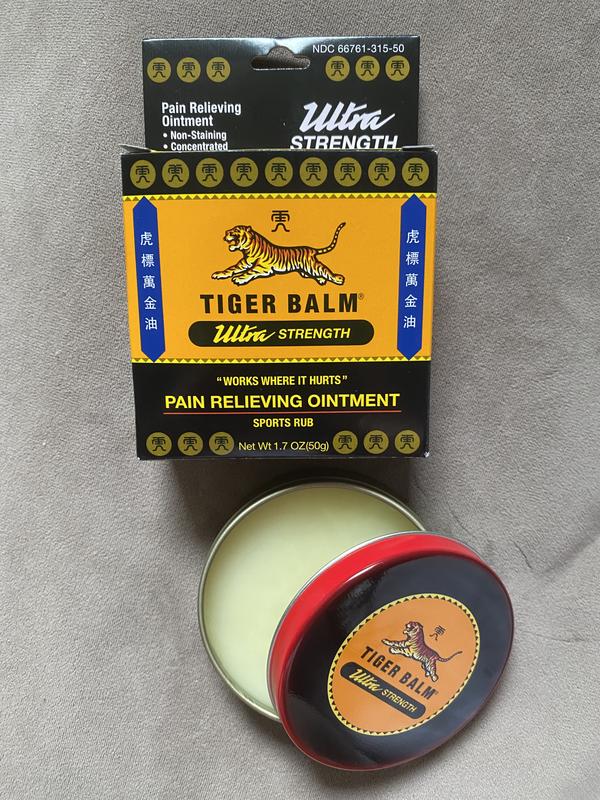 NDC 66761-315-50
Pain Relieving
Ointment
• Non-Staining
• Concentrated
Ultra
STRENGTH
虎標萬金油
虎標萬金油
TIGER BALM®
Ultra STRENGTH
"WORKS WHERE IT HURTS"
PAIN RELIEVING OINTMENT
SPORTS RUB
Net Wt 1.7 OZ(50g)
TIGER BALM®
Ultra STRENGTH